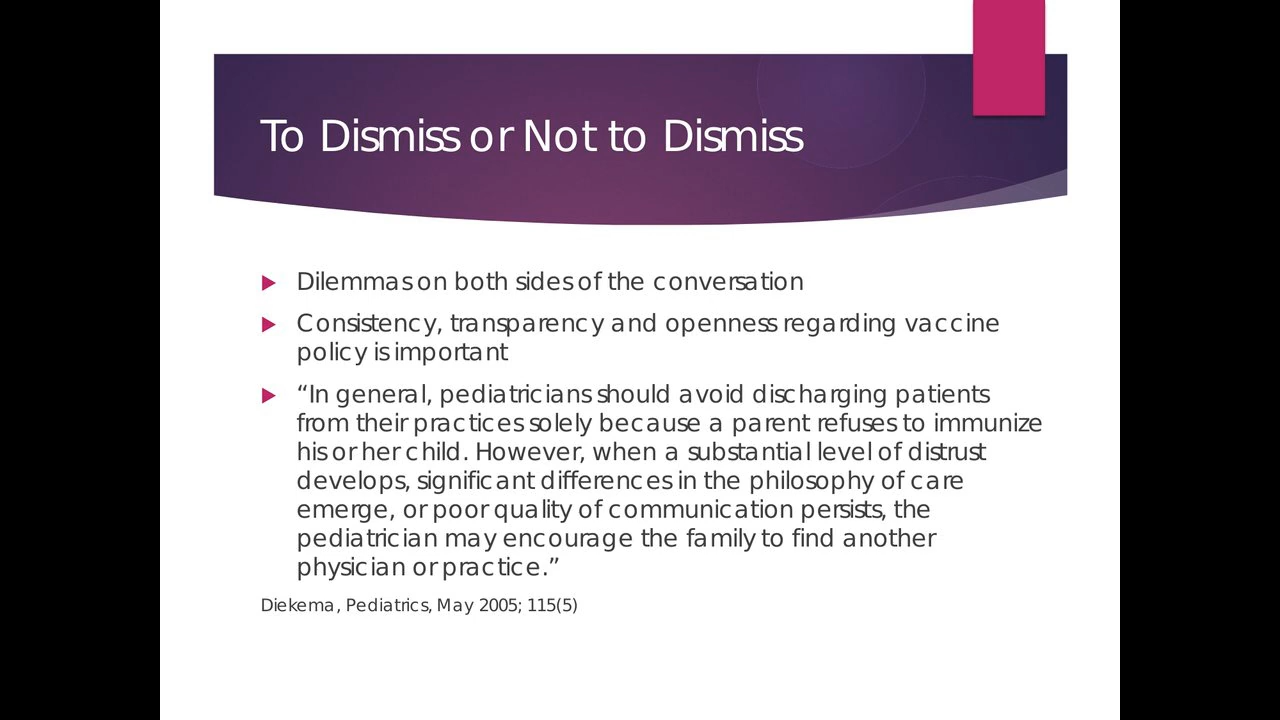 To Dismiss or Not to Dismiss
Dilemmas on both sides of the conversation
Consistency, transparency and openness regarding vaccine
policy is important
“In general, pediatricians should avoid discharging patients
from their practices solely because a parent refuses to immunize
his or her child. However, when a substantial level of distrust
develops, significant differences in the philosophy of care
emerge, or poor quality of communication persists, the
pediatrician may encourage the family to find another
physician or practice.”
Diekema, Pediatrics, May 2005; 115(5)